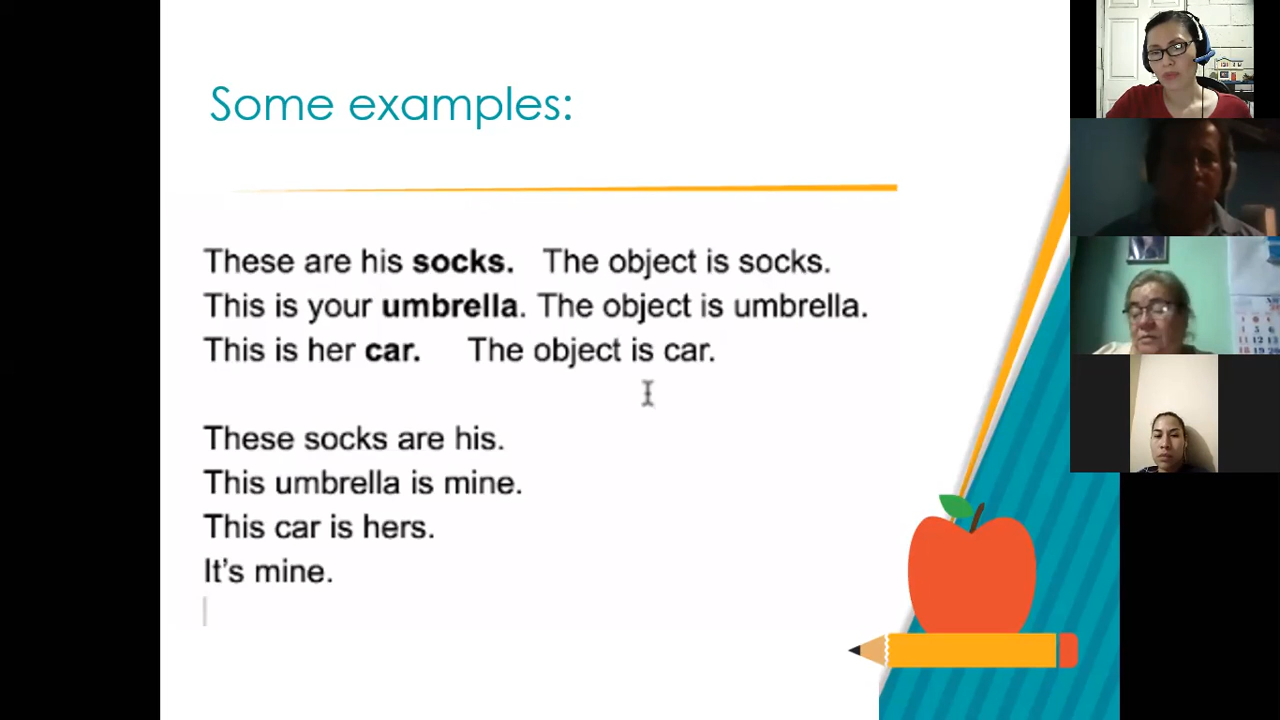 Some examples:
These are his socks. The object is socks.
This is your umbrella. The object is umbrella.
This is her car. The object is car.
These socks are his.
This umbrella is mine.
This car is hers.
It's mine.